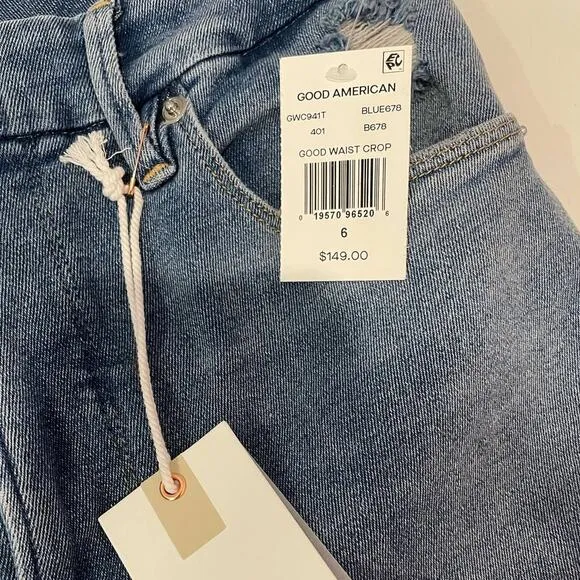 GOOD AMERICAN
GWC941T BLUE678
401 B678
GOOD WAIST CROP
0 19570 96520 6
6
$149.00